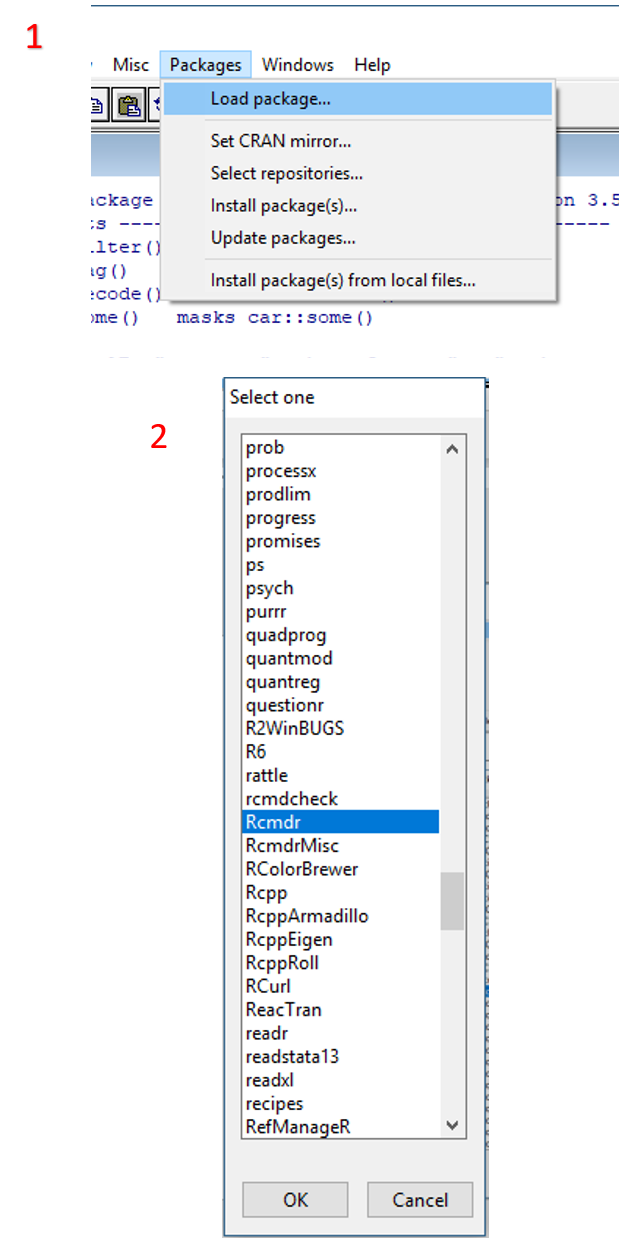 1
Misc Packages Windows Help
Load package...
Set CRAN mirror...
Select repositories...
Install package(s)...
Update packages...
Install package(s) from local files...
ackage on 3.5
ts ---- ------
ilter()
ag()
ecode()
ome() masks car::some()
2
Select one
prob
processx
prodlim
progress
promises
ps
psych
purrr
quadprog
quantmod
quantreg
questionr
R2WinBUGS
R6
rattle
rcmdcheck
Rcmdr
RcmdrMisc
RColorBrewer
Rcpp
RcppArmadillo
RcppEigen
RcppRoll
RCurl
ReacTran
readr
readstata13
readxl
recipes
RefManageR
OK Cancel